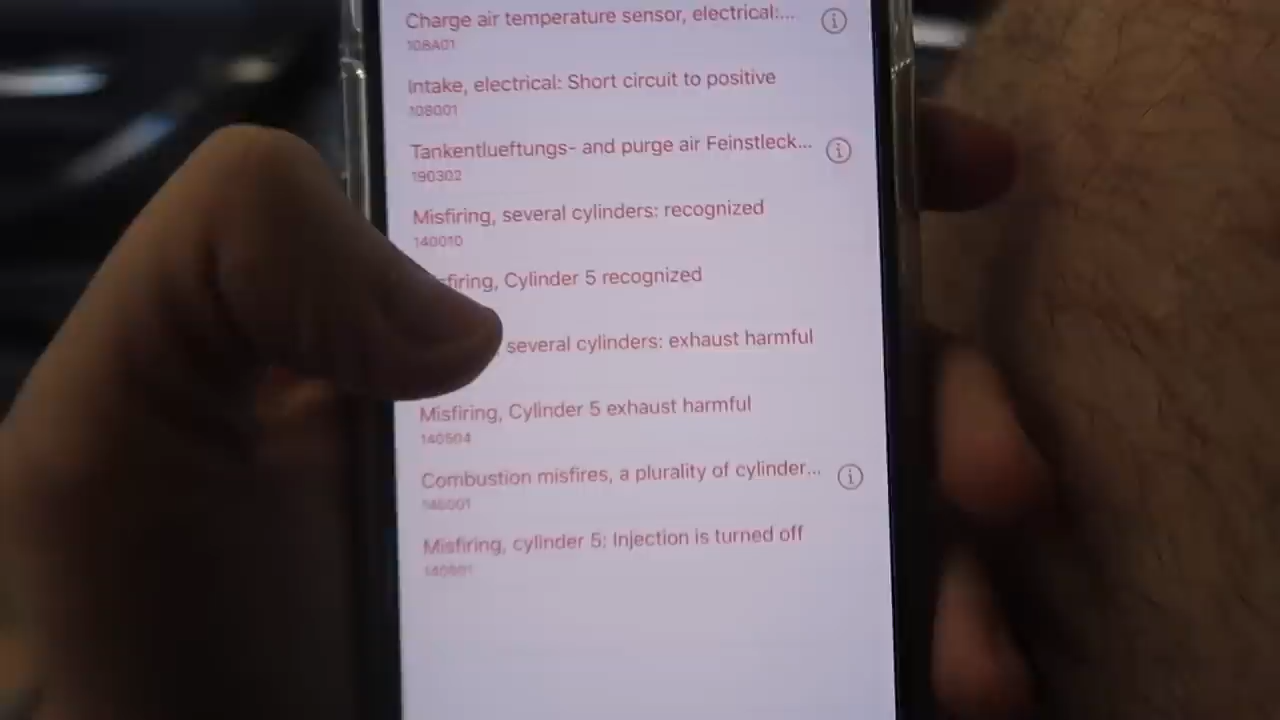 Charge air temperature sensor, electrical:...
108A01
Intake, electrical: Short circuit to positive
108001
Tankentlueftungs- and purge air Feinstleck...
190302
Misfiring, several cylinders: recognized
140010
firing, Cylinder 5 recognized
several cylinders: exhaust harmful
Misfiring, Cylinder 5 exhaust harmful
140504
Combustion misfires, a plurality of cylinder...
Misfiring, cylinder 5: Injection is turned off